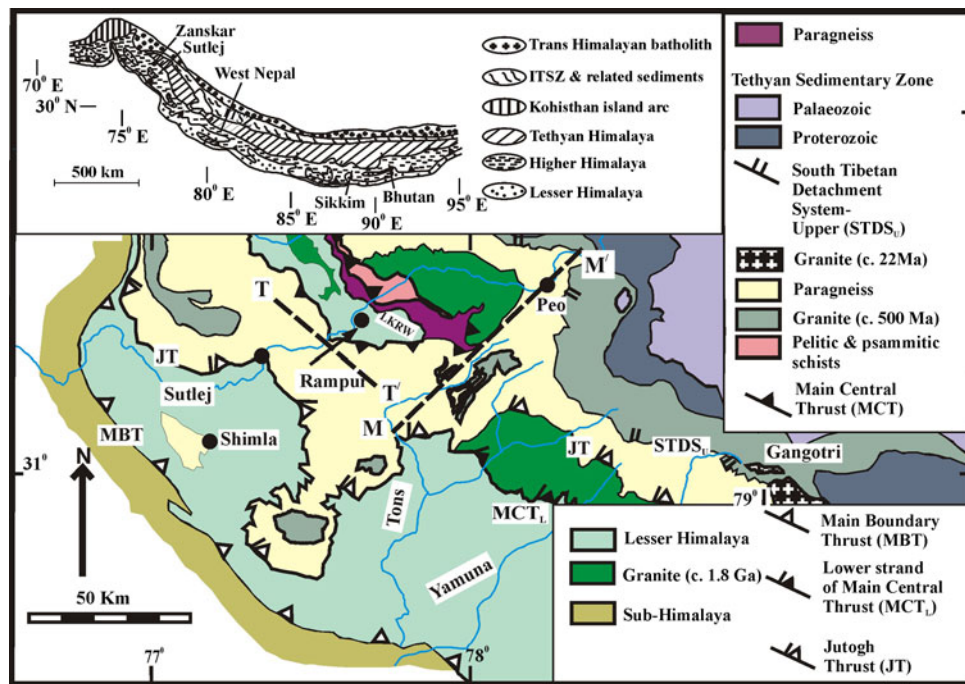 Zanskar
Sutlej
West Nepal
70° E
30° N
75° E
80° E
85° E
90° E
95° E
Sikkim
Bhutan
500 km
Trans Himalayan batholith
ITSZ & related sediments
Kohisthan island arc
Tethyan Himalaya
Higher Himalaya
Lesser Himalaya
Paragneiss
Tethyan Sedimentary Zone
Palaeozoic
Proterozoic
South Tibetan
Detachment
System-
Upper (STDSU)
Granite (c. 22Ma)
Paragneiss
Granite (c. 500 Ma)
Pelitic & psammitic
schists
Main Central
Thrust (MCT)
M/
T
Peo
LKRW
JT
Rampur
T/
Sutlej
M
MBT
Shimla
JT
STDSU
Gangotri
31°
N
79°
Tons
MCTL
Yamuna
50 Km
77°
78°
Lesser Himalaya
Granite (c. 1.8 Ga)
Sub-Himalaya
Main Boundary
Thrust (MBT)
Lower strand
of Main Central
Thrust (MCTL)
Jutogh
Thrust (JT)